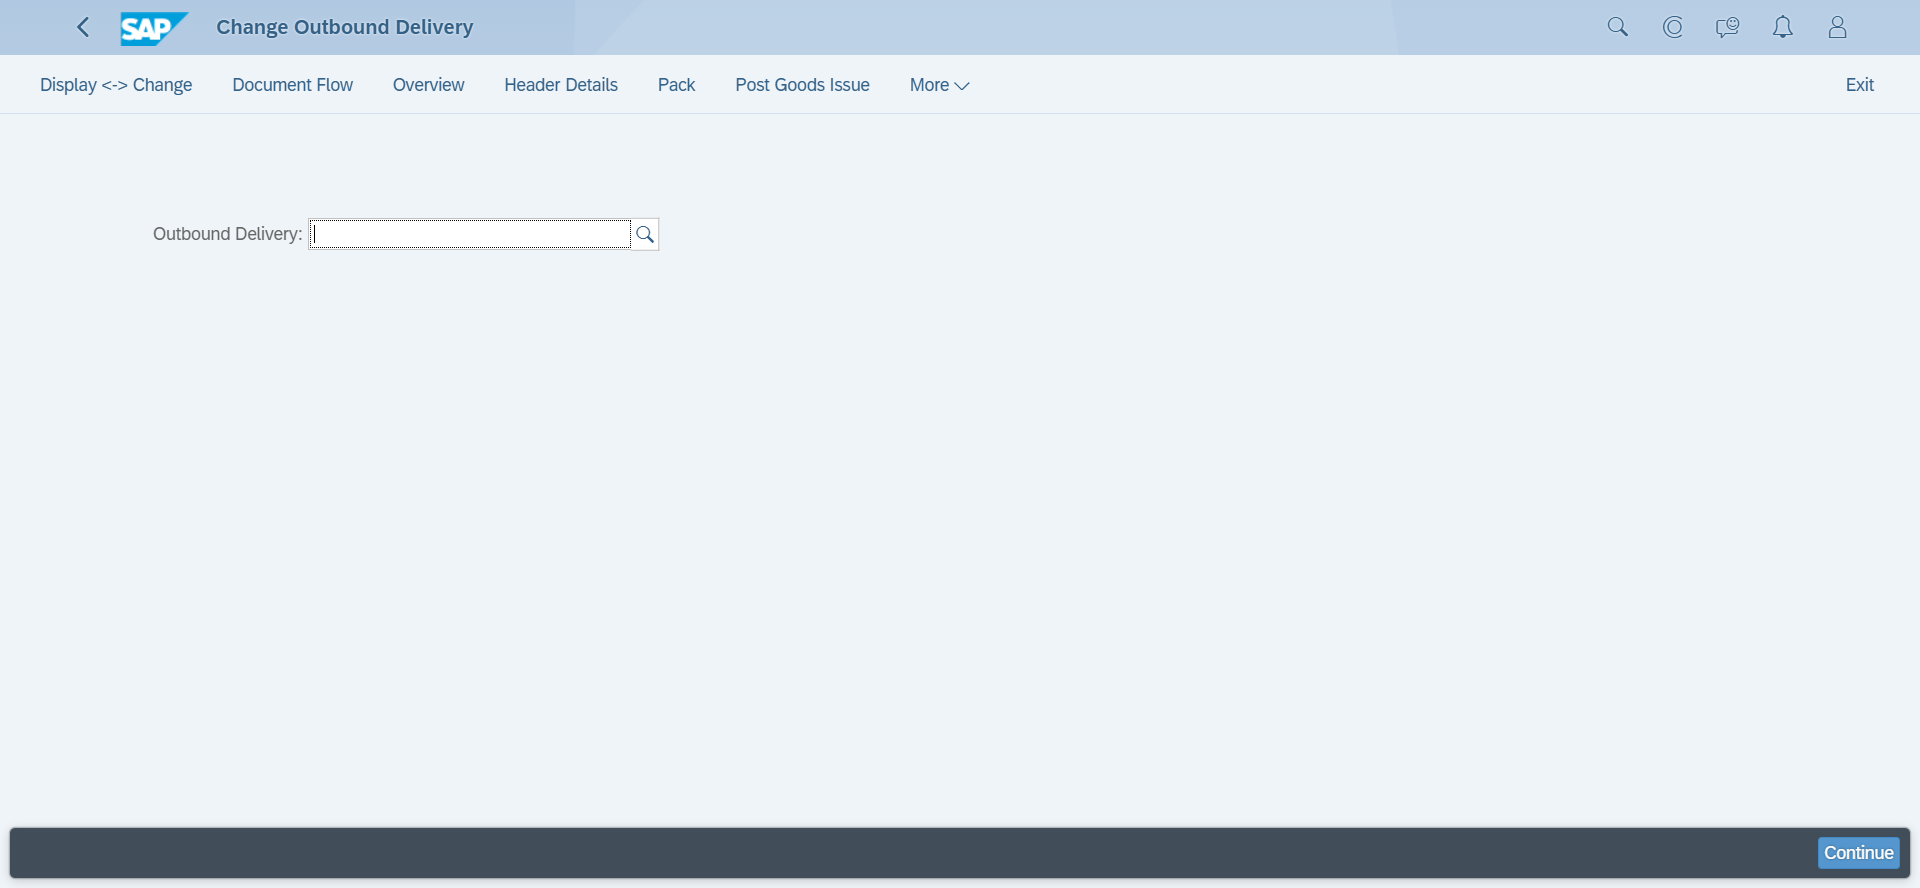 SAP Change Outbound Delivery
Display <-> Change Document Flow Overview Header Details Pack Post Goods Issue More Exit
Outbound Delivery:
Continue